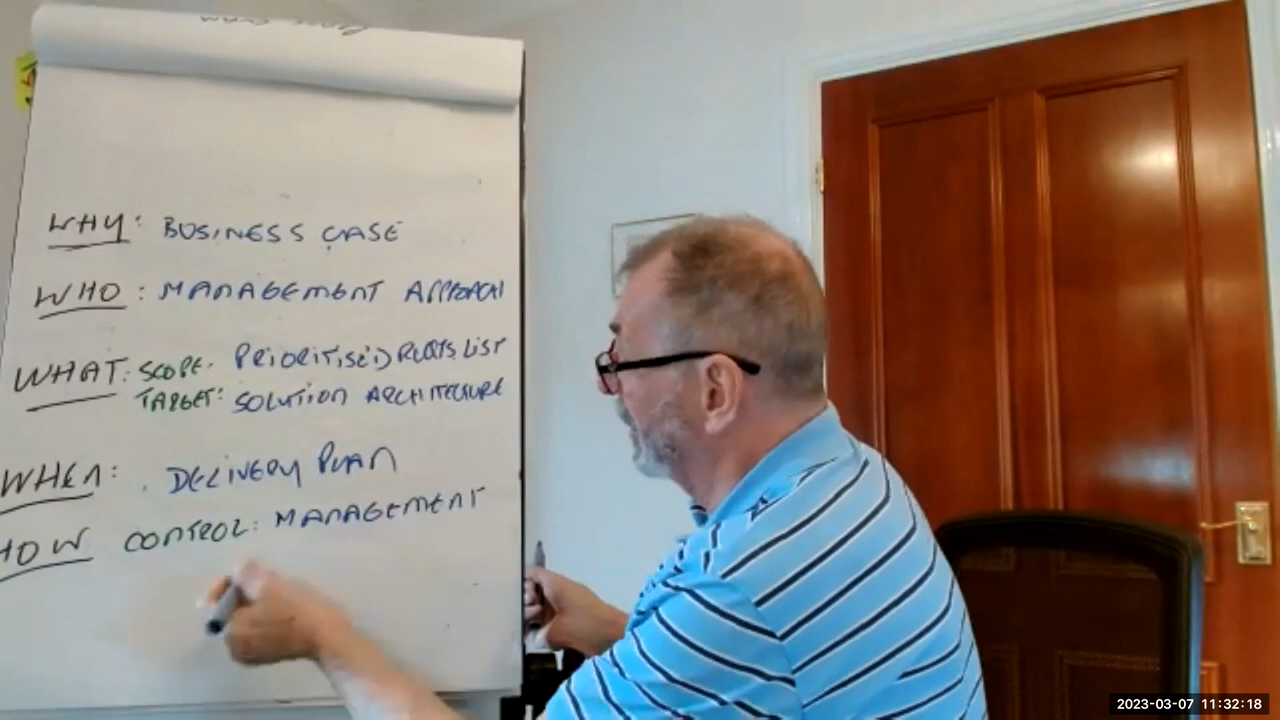 WHY: BUSINESS CASE
WHO: MANAGEMENT APPROACH
WHAT: SCOPE. PRIORITISED RQTS LIST
TARGET: SOLUTION ARCHITECTURE
WHEN: DELIVERY PLAN
HOW CONTROL: MANAGEMENT
2023-03-07 11:32:18